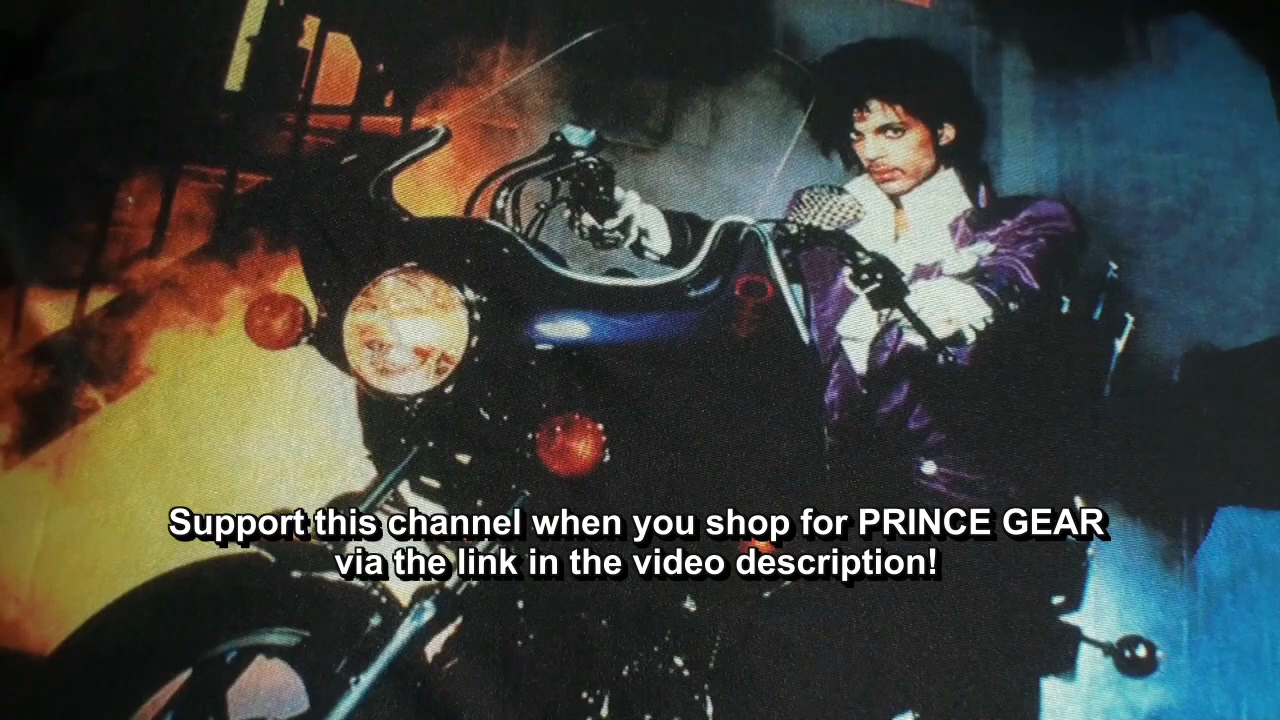 Support this channel when you shop for PRINCE GEAR
via the link in the video description!